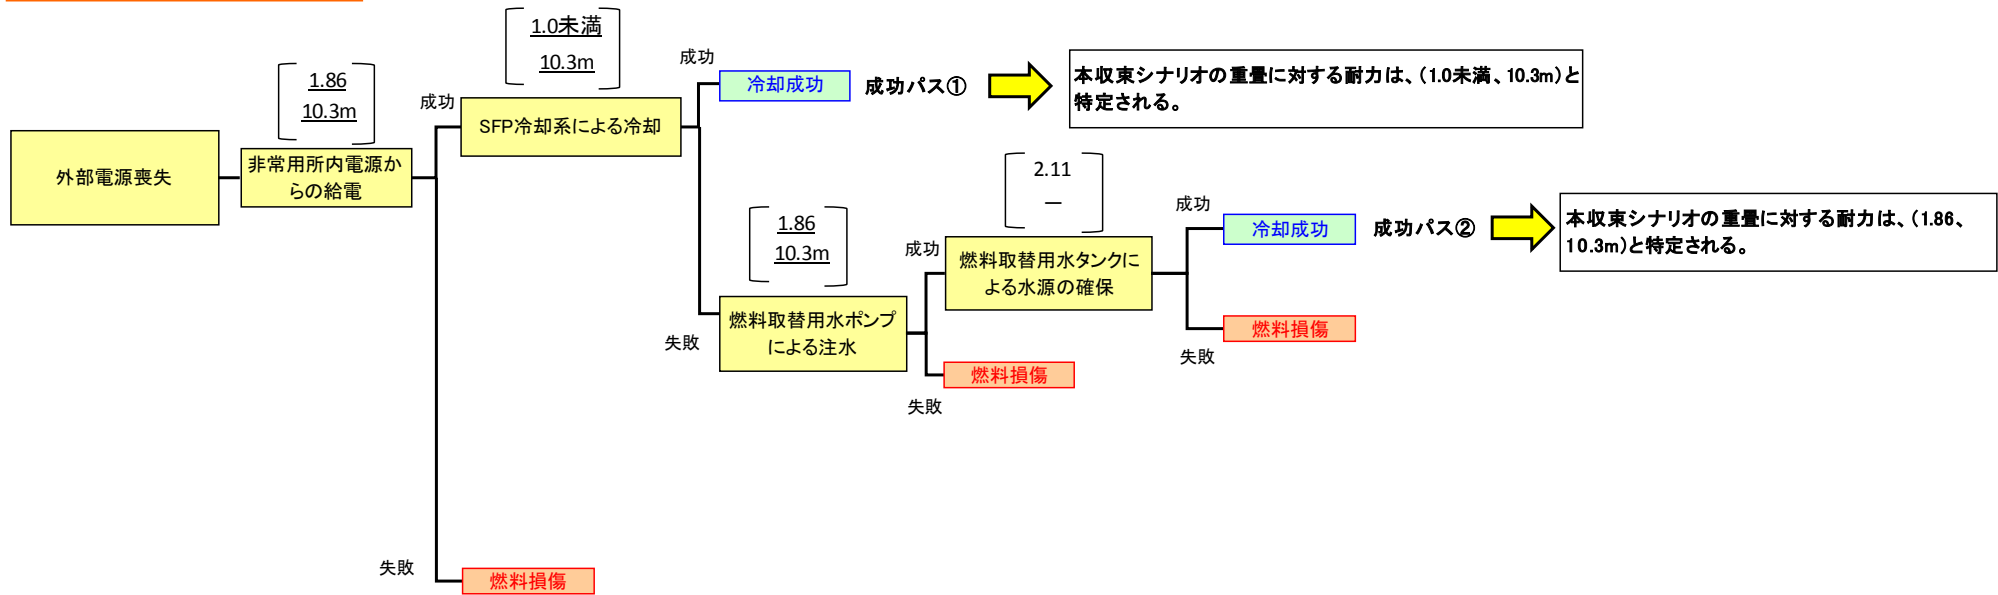 1.0未満
10.3m
成功
冷却成功
成功パス①
本収束シナリオの重畳に対する耐力は、（1.0未満、10.3m）と
特定される。
1.86
10.3m
成功
SFP冷却系による冷却
外部電源喪失
非常用所内電源か
らの給電
2.11
―
成功
冷却成功
成功パス②
本収束シナリオの重畳に対する耐力は、（1.86、
10.3m）と特定される。
1.86
10.3m
成功
燃料取替用水タンクに
よる水源の確保
失敗
燃料取替用水ポンプ
による注水
燃料損傷
失敗
燃料損傷
失敗
失敗
燃料損傷